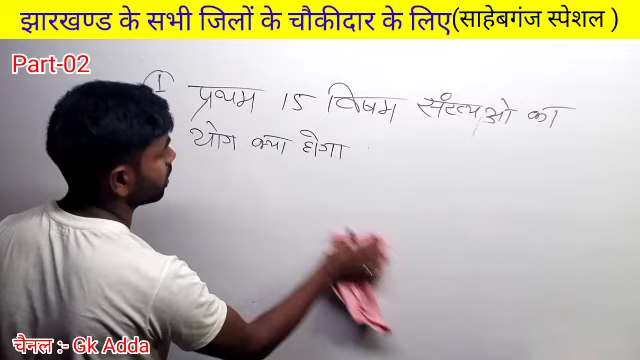 झारखण्ड के सभी जिलों के चौकीदार के लिए(साहेबगंज स्पेशल )
Part-02
1 प्रथम 15 विषम संख्याओ का
योग क्या होगा
चैनल :- Gk Adda